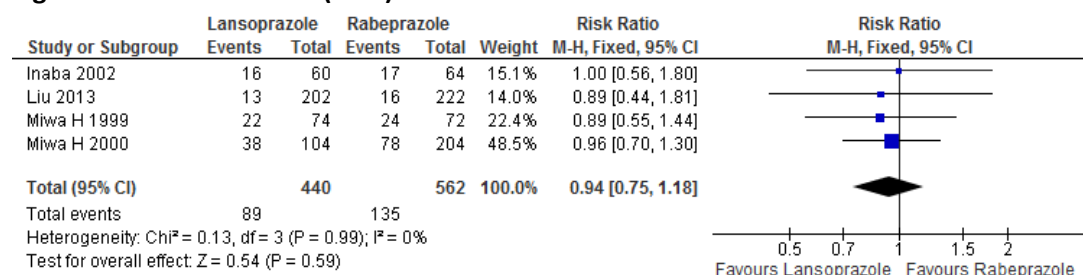 Lansoprazole Rabeprazole Risk Ratio Risk Ratio
Study or Subgroup Events Total Events Total Weight M-H, Fixed, 95% CI M-H, Fixed, 95% CI
Inaba 2002 16 60 17 64 15.1% 1.00 [0.56, 1.80]
Liu 2013 13 202 16 222 14.0% 0.89 [0.44, 1.81]
Miwa H 1999 22 74 24 72 22.4% 0.89 [0.55, 1.44]
Miwa H 2000 38 104 78 204 48.5% 0.96 [0.70, 1.30]
Total (95% CI) 440 562 100.0% 0.94 [0.75, 1.18]
Total events 89 135
Heterogeneity: Chi² = 0.13, df = 3 (P = 0.99); I² = 0%
Test for overall effect: Z = 0.54 (P = 0.59)
0.5 0.7 1 1.5 2
Favours Lansoprazole Favours Rabeprazole